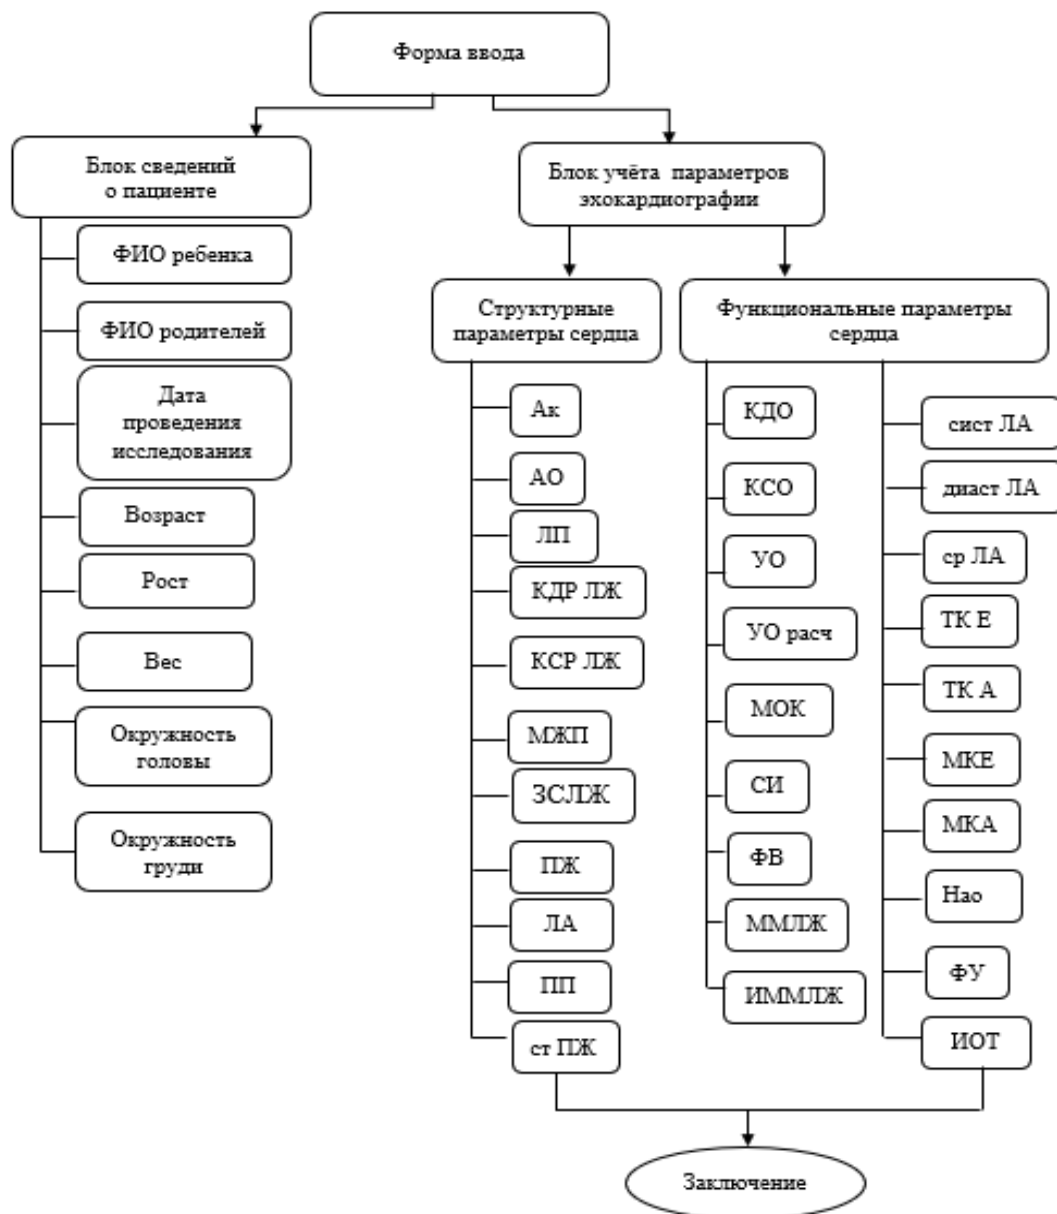 Форма ввода
Блок сведений
о пациенте
ФИО ребенка
ФИО родителей
Дата
проведения
исследования
Возраст
Рост
Вес
Окружность
головы
Окружность
груди
Блок учёта параметров
эхокардиографии
Структурные
параметры сердца
Ак
АО
ЛП
КДР ЛЖ
КСР ЛЖ
МЖП
ЗСЛЖ
ПЖ
ЛА
ПП
ст ПЖ
Функциональные параметры
сердца
КДО
КСО
УО
УО расч
МОК
СИ
ФВ
ММЛЖ
ИММЛЖ
сист ЛА
диаст ЛА
ср ЛА
ТК Е
ТК А
МКЕ
МКА
Нао
ФУ
ИОТ
Заключение